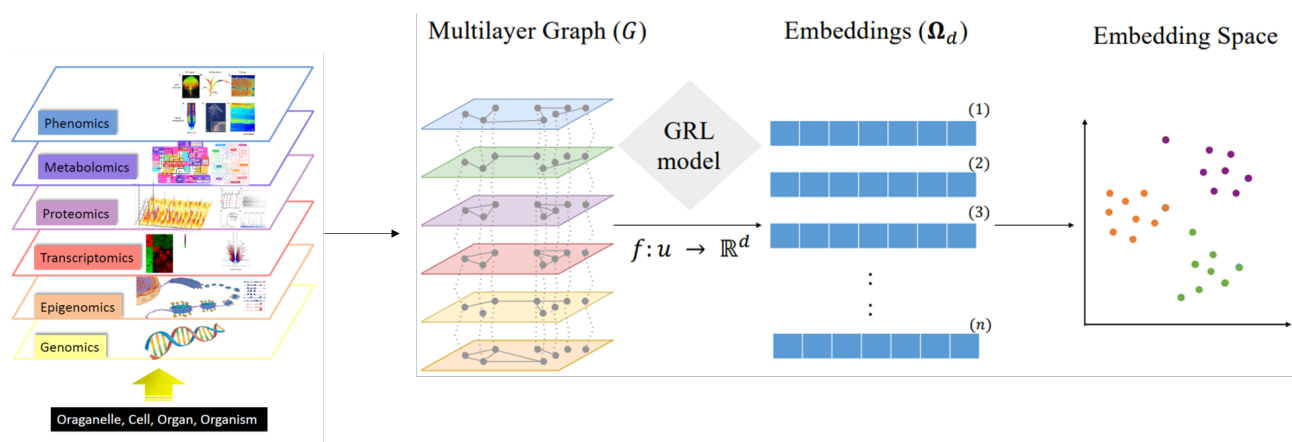 Phenomics
Metabolomics
Proteomics
Transcriptomics
Epigenomics
Genomics
Oraganelle, Cell, Organ, Organism
Multilayer Graph (G)
GRL
model
f: u → ℝᵈ
Embeddings (Ω_d)
(1)
(2)
(3)
(n)
Embedding Space